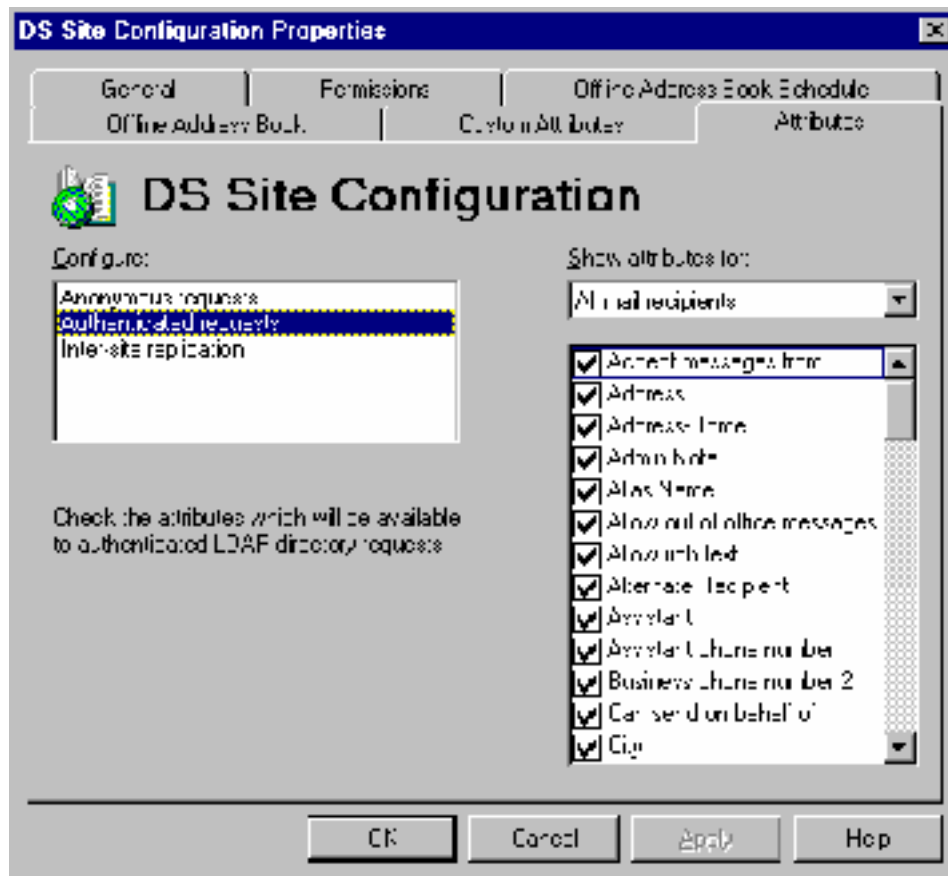 DS Site Configuration Properties
General
Permissions
Offline Address Book Schedule
Offline Address Book
Custom Attributes
Attributes
DS Site Configuration
Configure:
Anonymous requests
Authenticated requests
Inter-site replication
Check the attributes which will be available
to authenticated LDAP directory requests
Show attributes for:
All mail recipients
Accept messages from
Address
Address-Home
Admin Note
Alias Name
Allow out of office messages
Allow rich text
Alternate Recipient
Assistant
Assistant phone number
Business phone number 2
Can send on behalf of
City
OK
Cancel
Apply
Help